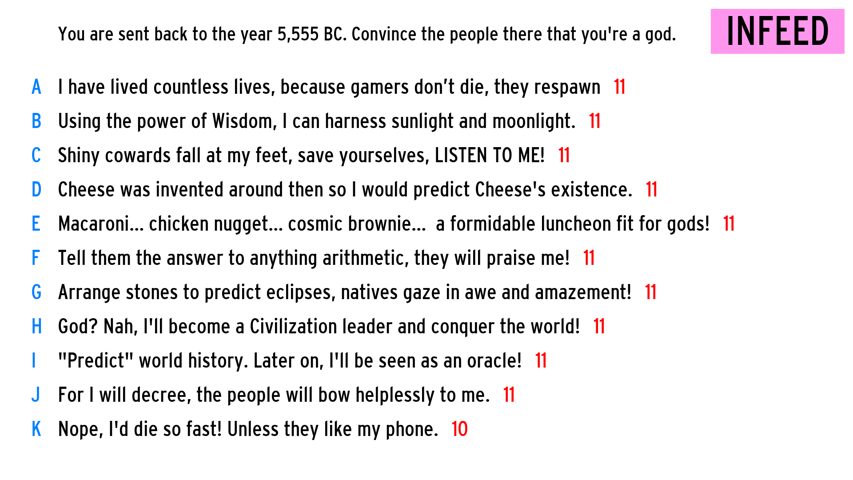 You are sent back to the year 5,555 BC. Convince the people there that you're a god.
INFEED
A I have lived countless lives, because gamers don’t die, they respawn 11
B Using the power of Wisdom, I can harness sunlight and moonlight. 11
C Shiny cowards fall at my feet, save yourselves, LISTEN TO ME! 11
D Cheese was invented around then so I would predict Cheese's existence. 11
E Macaroni... chicken nugget... cosmic brownie... a formidable luncheon fit for gods! 11
F Tell them the answer to anything arithmetic, they will praise me! 11
G Arrange stones to predict eclipses, natives gaze in awe and amazement! 11
H God? Nah, I'll become a Civilization leader and conquer the world! 11
I "Predict" world history. Later on, I'll be seen as an oracle! 11
J For I will decree, the people will bow helplessly to me. 11
K Nope, I'd die so fast! Unless they like my phone. 10